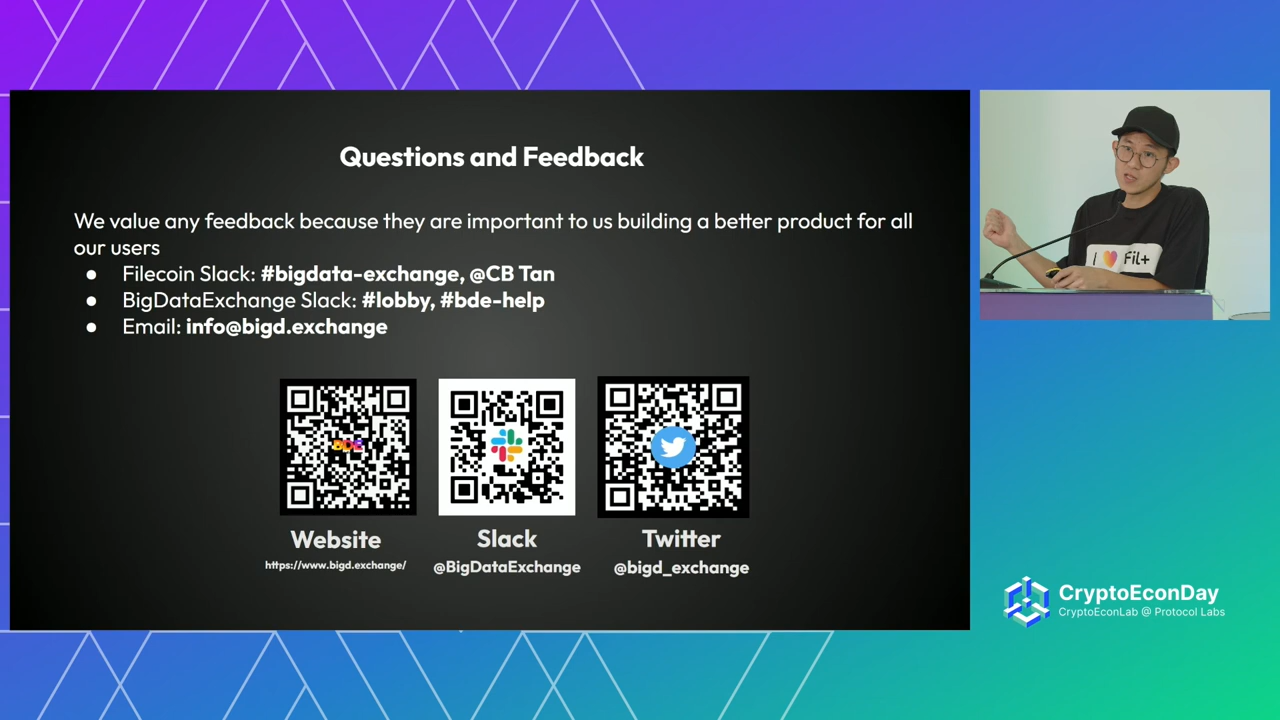 Questions and Feedback
We value any feedback because they are important to us building a better product for all
our users
● Filecoin Slack: #bigdata-exchange, @CB Tan
● BigDataExchange Slack: #lobby, #bde-help
● Email: info@bigd.exchange
BDE
Website
https://www.bigd.exchange/
Slack
@BigDataExchange
Twitter
@bigd_exchange
I Fil+
CryptoEconDay
CryptoEconLab @ Protocol Labs